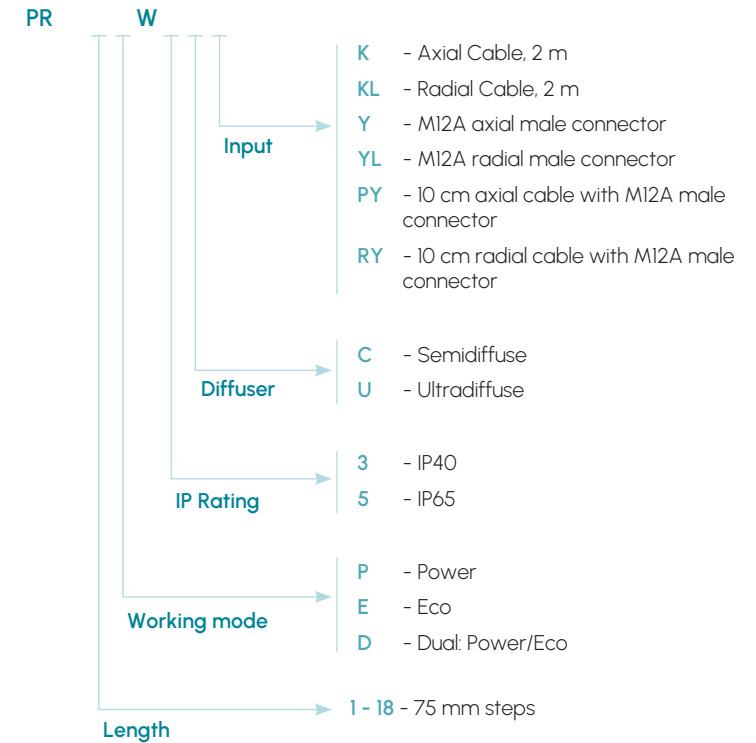 PR W
K - Axial Cable, 2 m
KL - Radial Cable, 2 m
Y - M12A axial male connector
Input
YL - M12A radial male connector
PY - 10 cm axial cable with M12A male
connector
RY - 10 cm radial cable with M12A male
connector
C - Semidiffuse
Diffuser
U - Ultradiffuse
3 - IP40
IP Rating
5 - IP65
P - Power
E - Eco
Working mode
D - Dual: Power/Eco
1 - 18 - 75 mm steps
Length